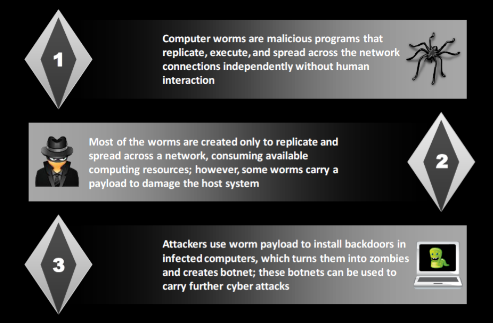 1
Computer worms are malicious programs that
replicate, execute, and spread across the network
connections independently without human
interaction
Most of the worms are created only to replicate and
spread across a network, consuming available
computing resources; however, some worms carry a
payload to damage the host system
2
3
Attackers use worm payload to install backdoors in
infected computers, which turns them into zombies
and creates botnet; these botnets can be used to
carry further cyber attacks